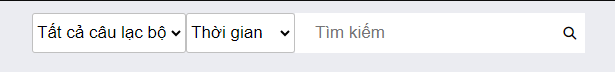 Tất cả câu lạc bộ Thời gian Tìm kiếm